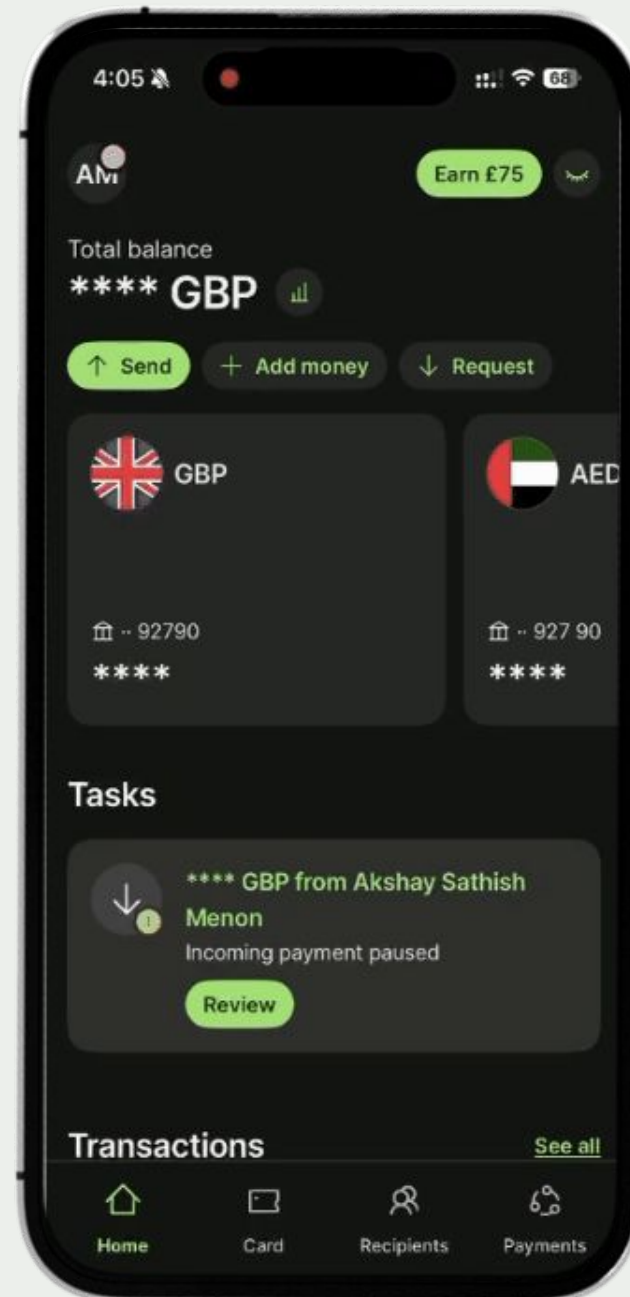 4:05
68
AM
Earn £75
Total balance
**** GBP
Send
Add money
Request
GBP
AED
·· 92790
·· 927 90
****
****
Tasks
**** GBP from Akshay Sathish
Menon
Incoming payment paused
Review
Transactions
See all
Home
Card
Recipients
Payments